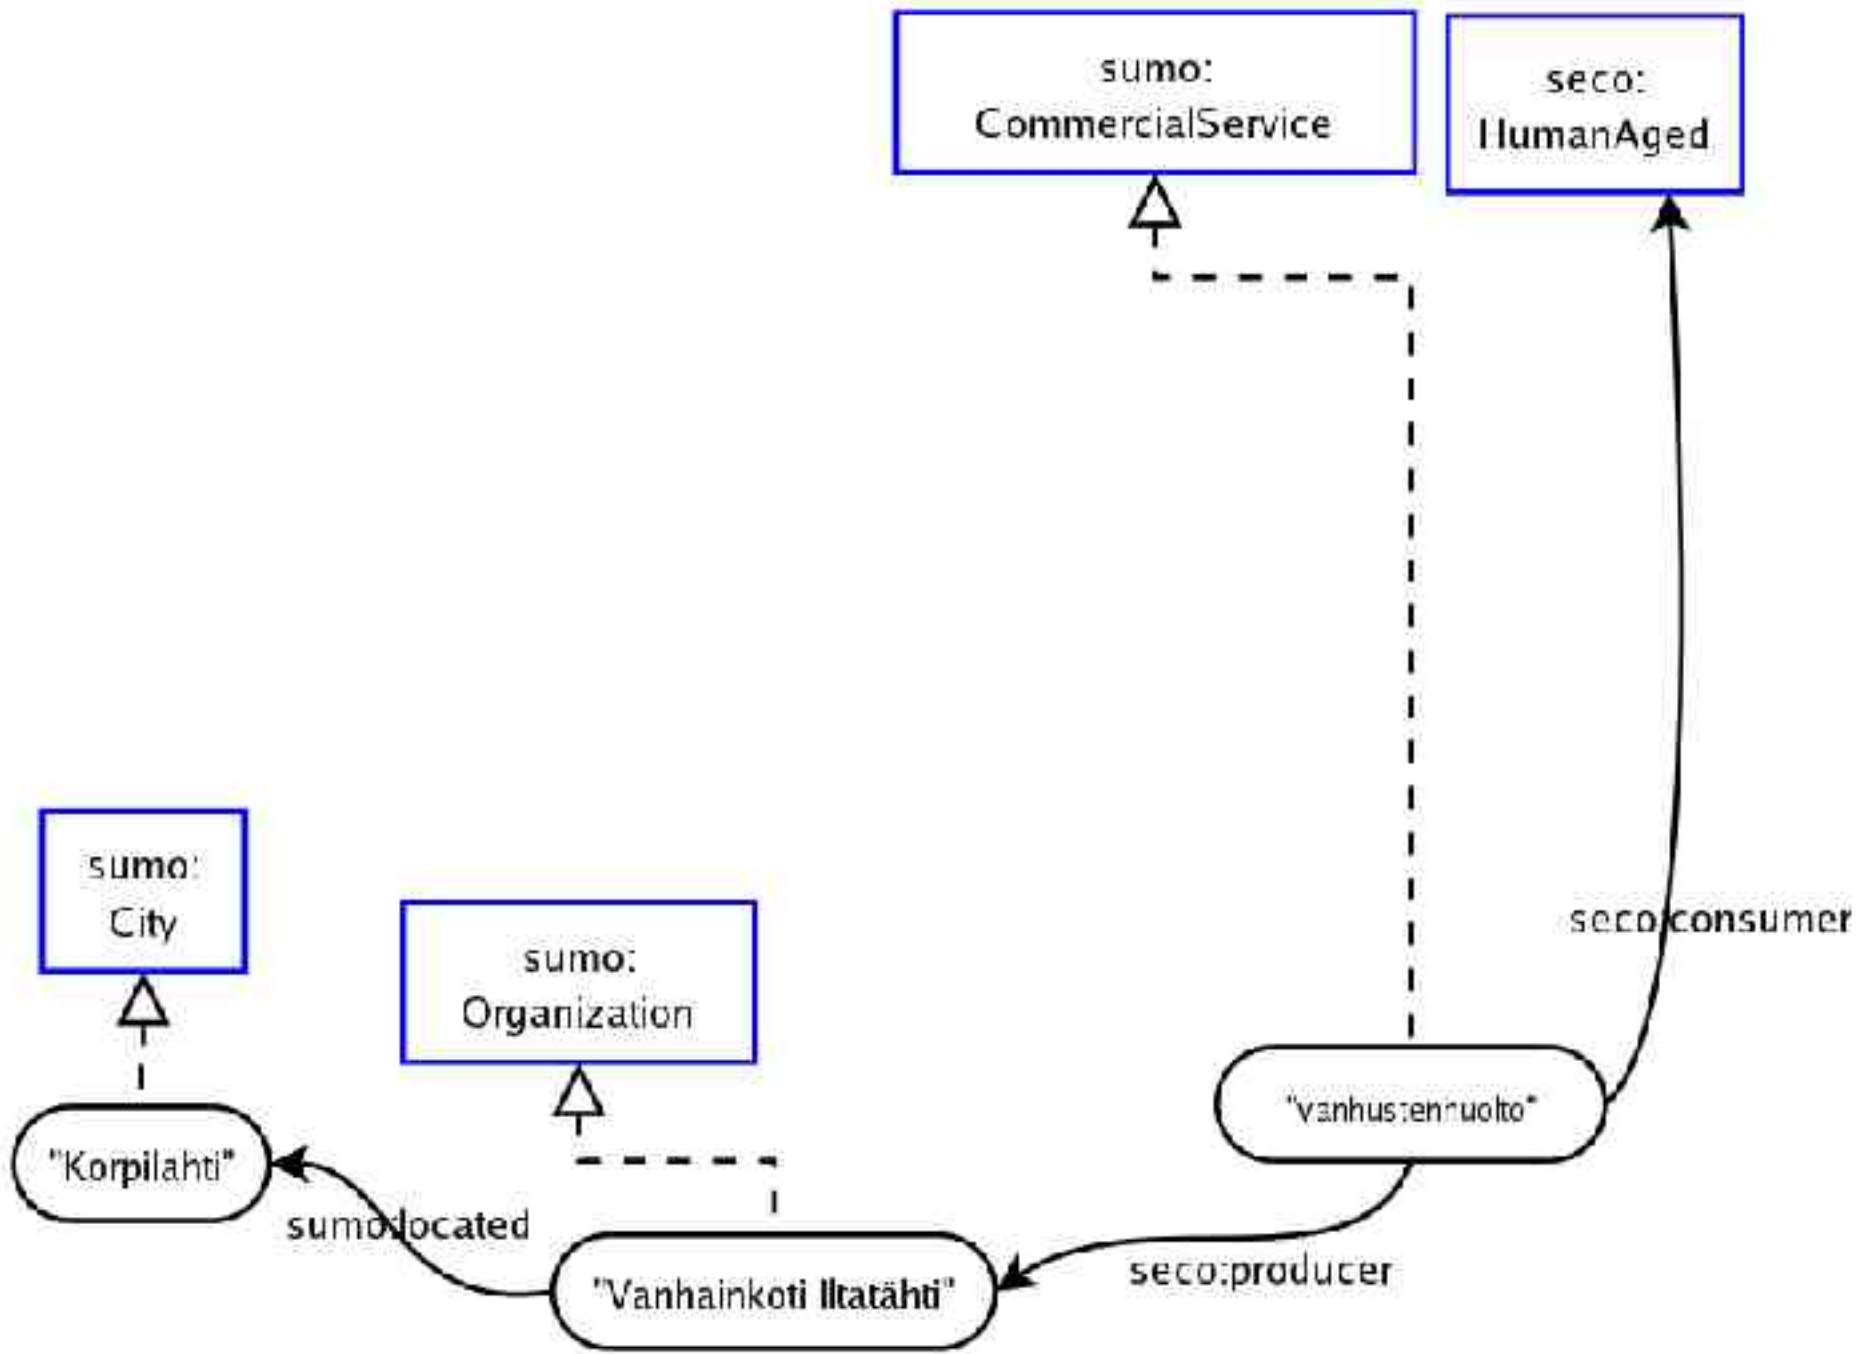 sumo:
CommercialService
seco:
HumanAged
seco:consumer
sumo:
City
sumo:
Organization
"vanhustenhuolto"
"Korpilahti"
sumo:located
"Vanhainkoti Iltatähti"
seco:producer